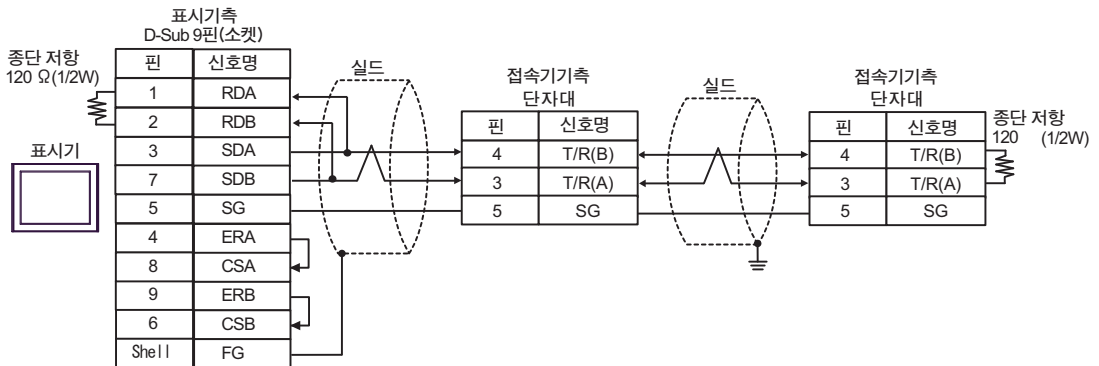 표시기측
D-Sub 9핀(소켓)
종단 저항
120 Ω(1/2W)
핀 신호명
1 RDA
2 RDB
3 SDA
7 SDB
5 SG
4 ERA
8 CSA
9 ERB
6 CSB
Shell FG
표시기
실드
접속기기측
단자대
핀 신호명
4 T/R(B)
3 T/R(A)
5 SG
실드
접속기기측
단자대
핀 신호명
4 T/R(B)
3 T/R(A)
5 SG
종단 저항
120 (1/2W)